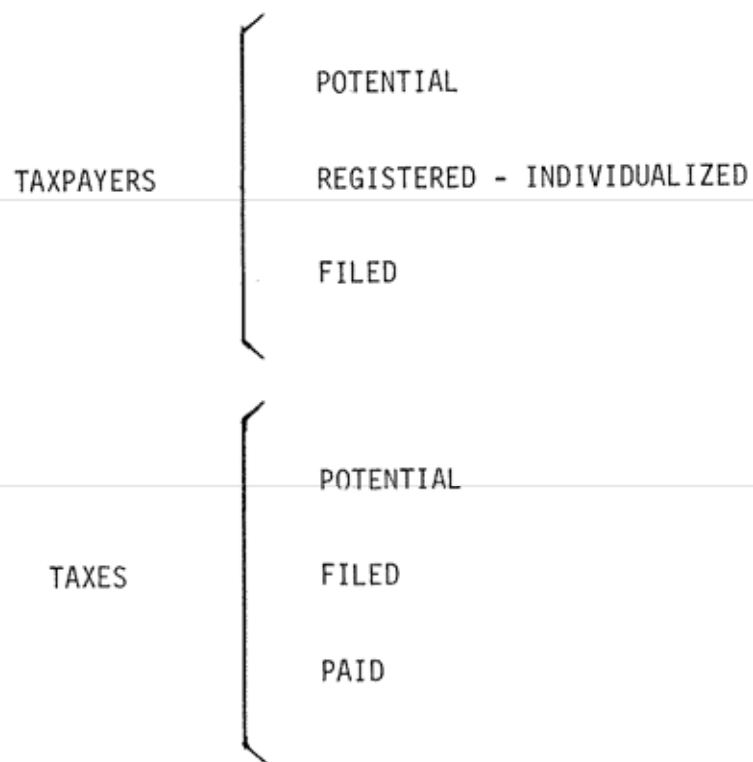 POTENTIAL
TAXPAYERS REGISTERED - INDIVIDUALIZED
FILED
POTENTIAL
TAXES FILED
PAID